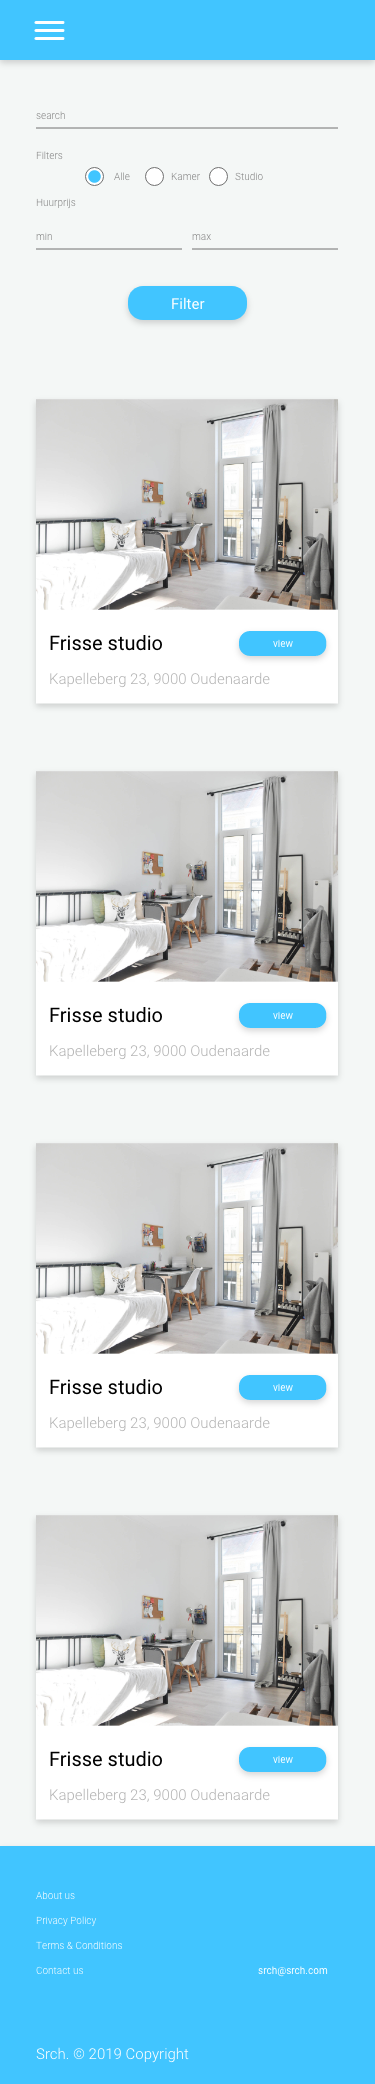 search
Filters
Alle Kamer Studio
Huurprijs
min max
Filter
Frisse studio view
Kapelleberg 23, 9000 Oudenaarde
Frisse studio view
Kapelleberg 23, 9000 Oudenaarde
Frisse studio view
Kapelleberg 23, 9000 Oudenaarde
Frisse studio view
Kapelleberg 23, 9000 Oudenaarde
About us
Privacy Policy
Terms & Conditions
Contact us srch@srch.com
Srch. © 2019 Copyright